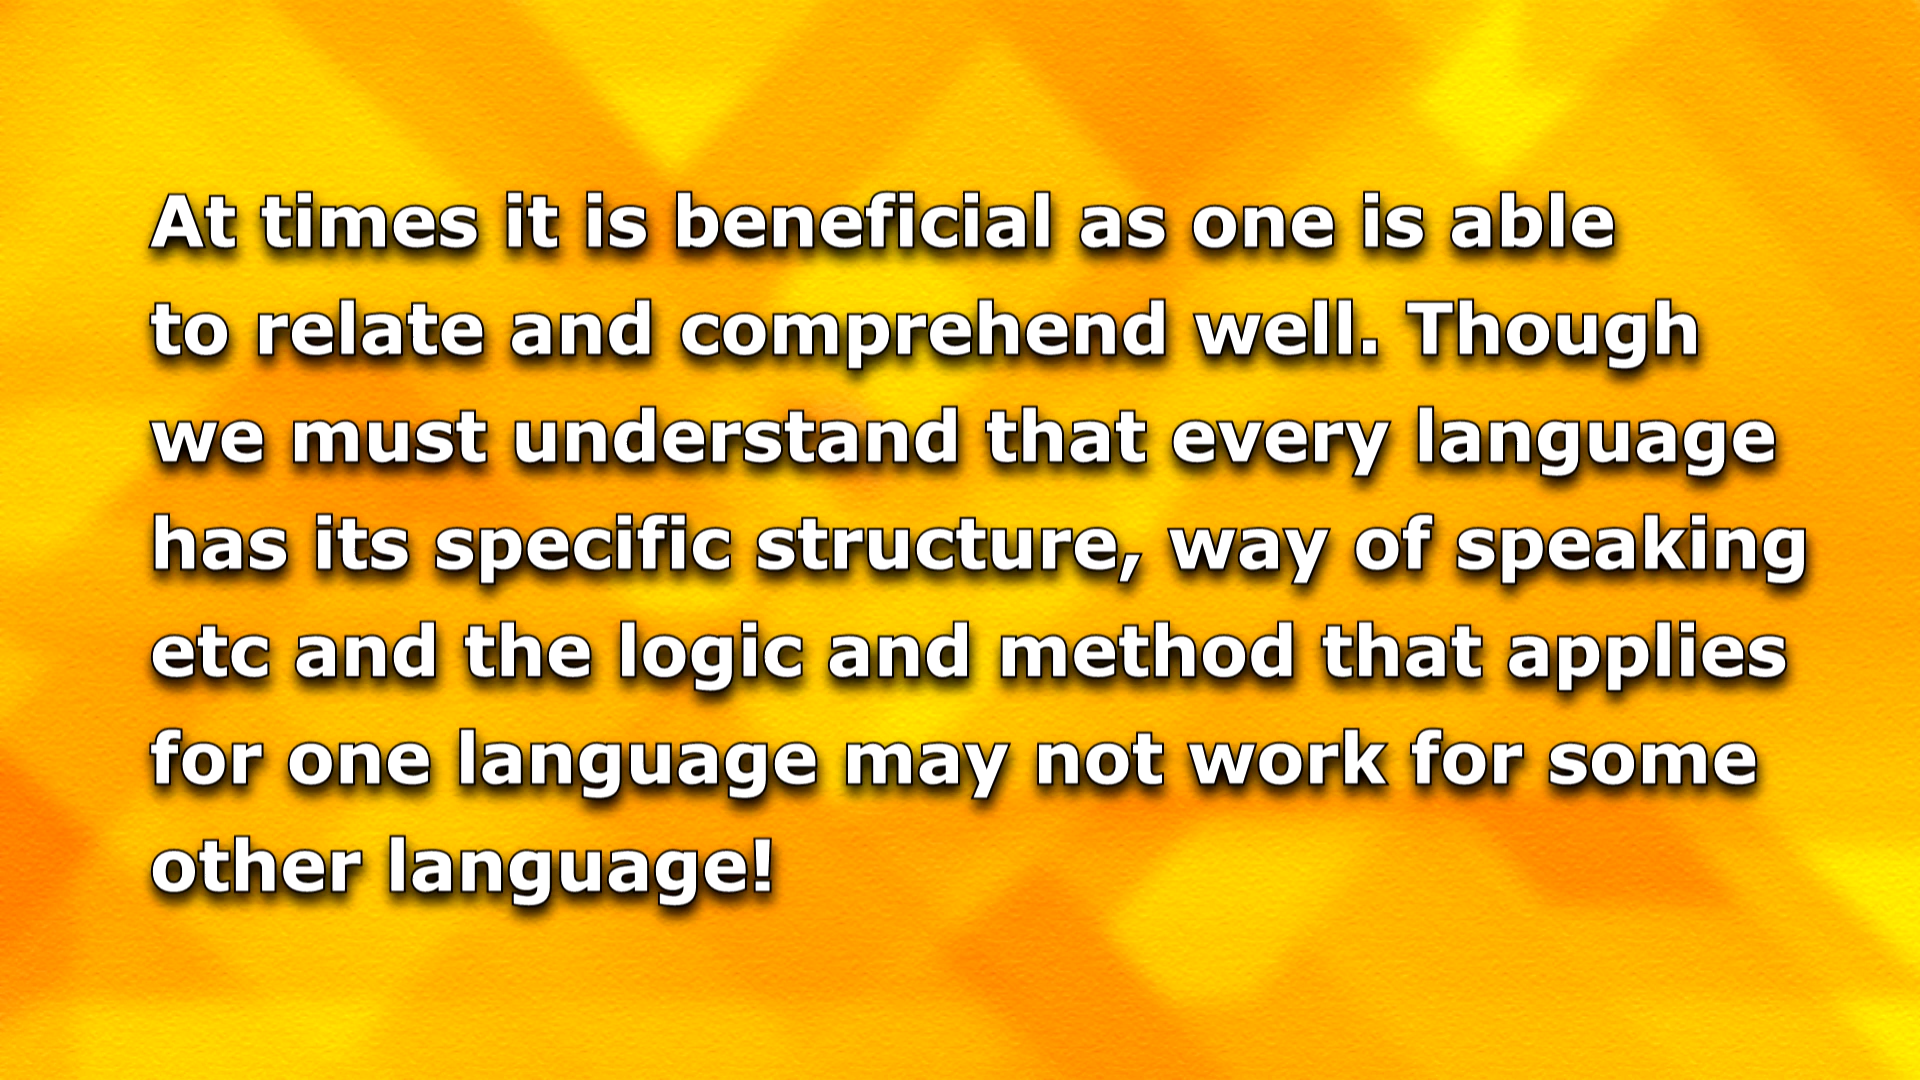 At times it is beneficial as one is able
to relate and comprehend well. Though
we must understand that every language
has its specific structure, way of speaking
etc and the logic and method that applies
for one language may not work for some
other language!